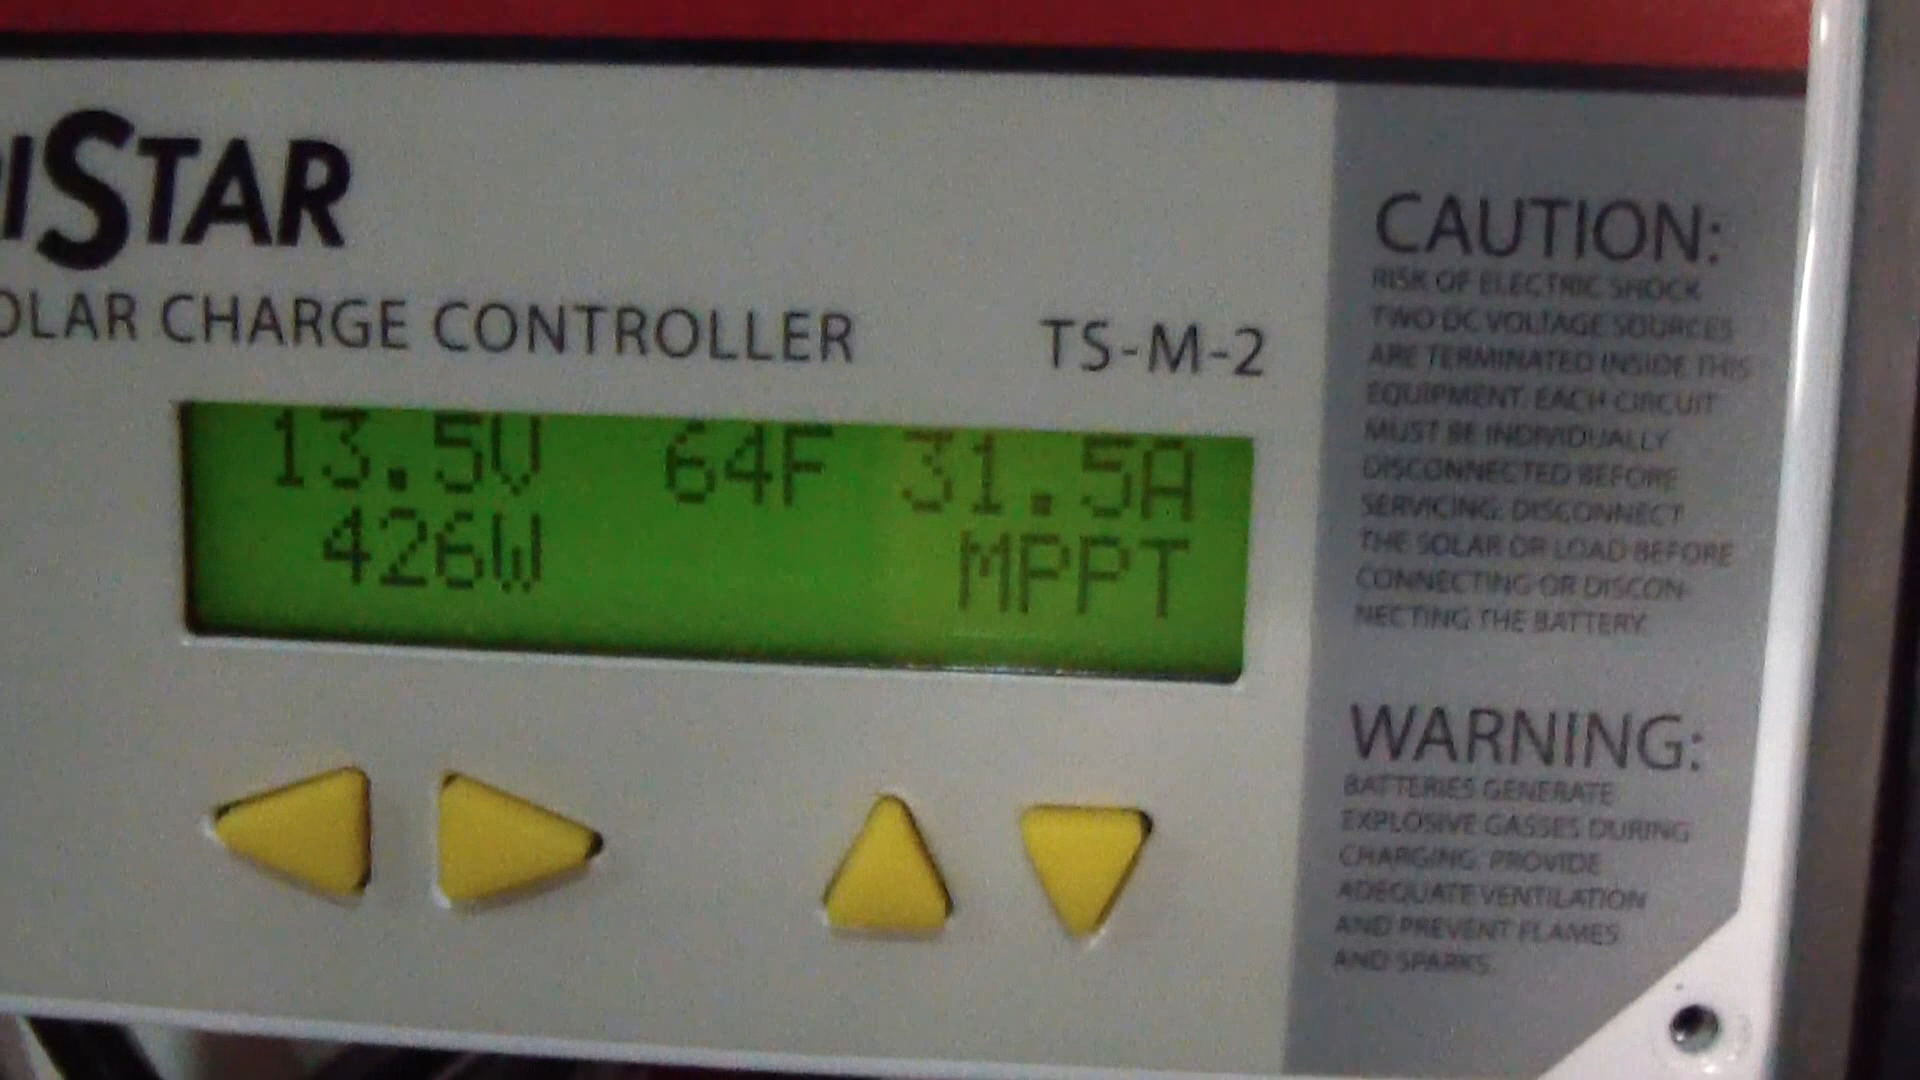 iSTAR
OLAR CHARGE CONTROLLER
TS-M-2
13.5V 64F 31.5A
426W MPPT
CAUTION:
RISK OF ELECTRIC SHOCK
TWO DC VOLTAGE SOURCES
ARE TERMINATED INSIDE THIS
EQUIPMENT. EACH CIRCUIT
MUST BE INDIVIDUALLY
DISCONNECTED BEFORE
SERVICING. DISCONNECT
THE SOLAR OR LOAD BEFORE
CONNECTING OR DISCON-
NECTING THE BATTERY.
WARNING:
BATTERIES GENERATE
EXPLOSIVE GASSES DURING
CHARGING. PROVIDE
ADEQUATE VENTILATION
AND PREVENT FLAMES
AND SPARKS.